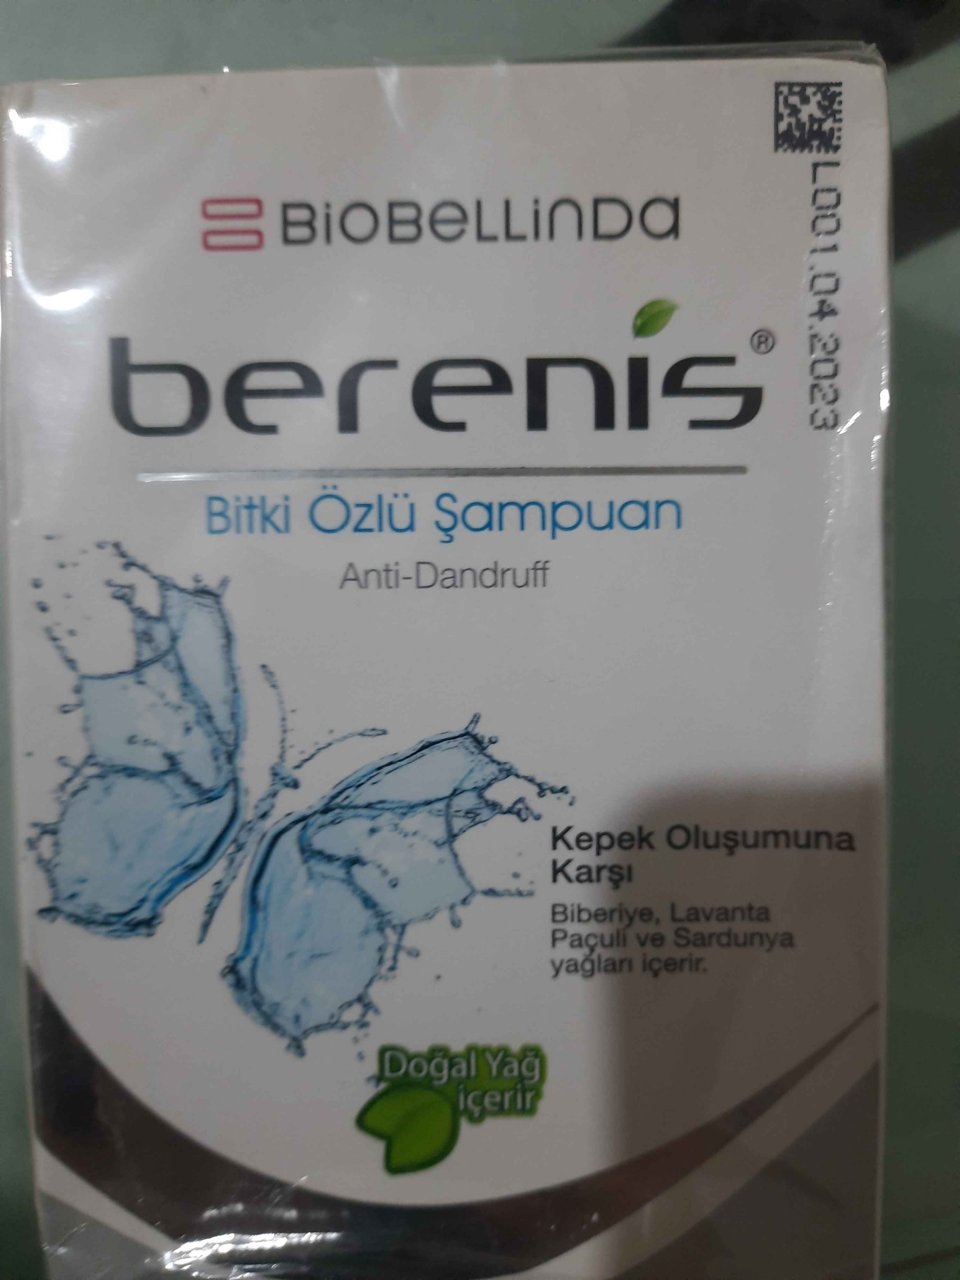 BiOBeLLinDa
berenis®
Bitki Özlü Şampuan
Anti-Dandruff
Kepek Oluşumuna
Karşı
Biberiye, Lavanta
Paçuli ve Sardunya
yağları içerir.
Doğal Yağ
içerir
L001.04.2023